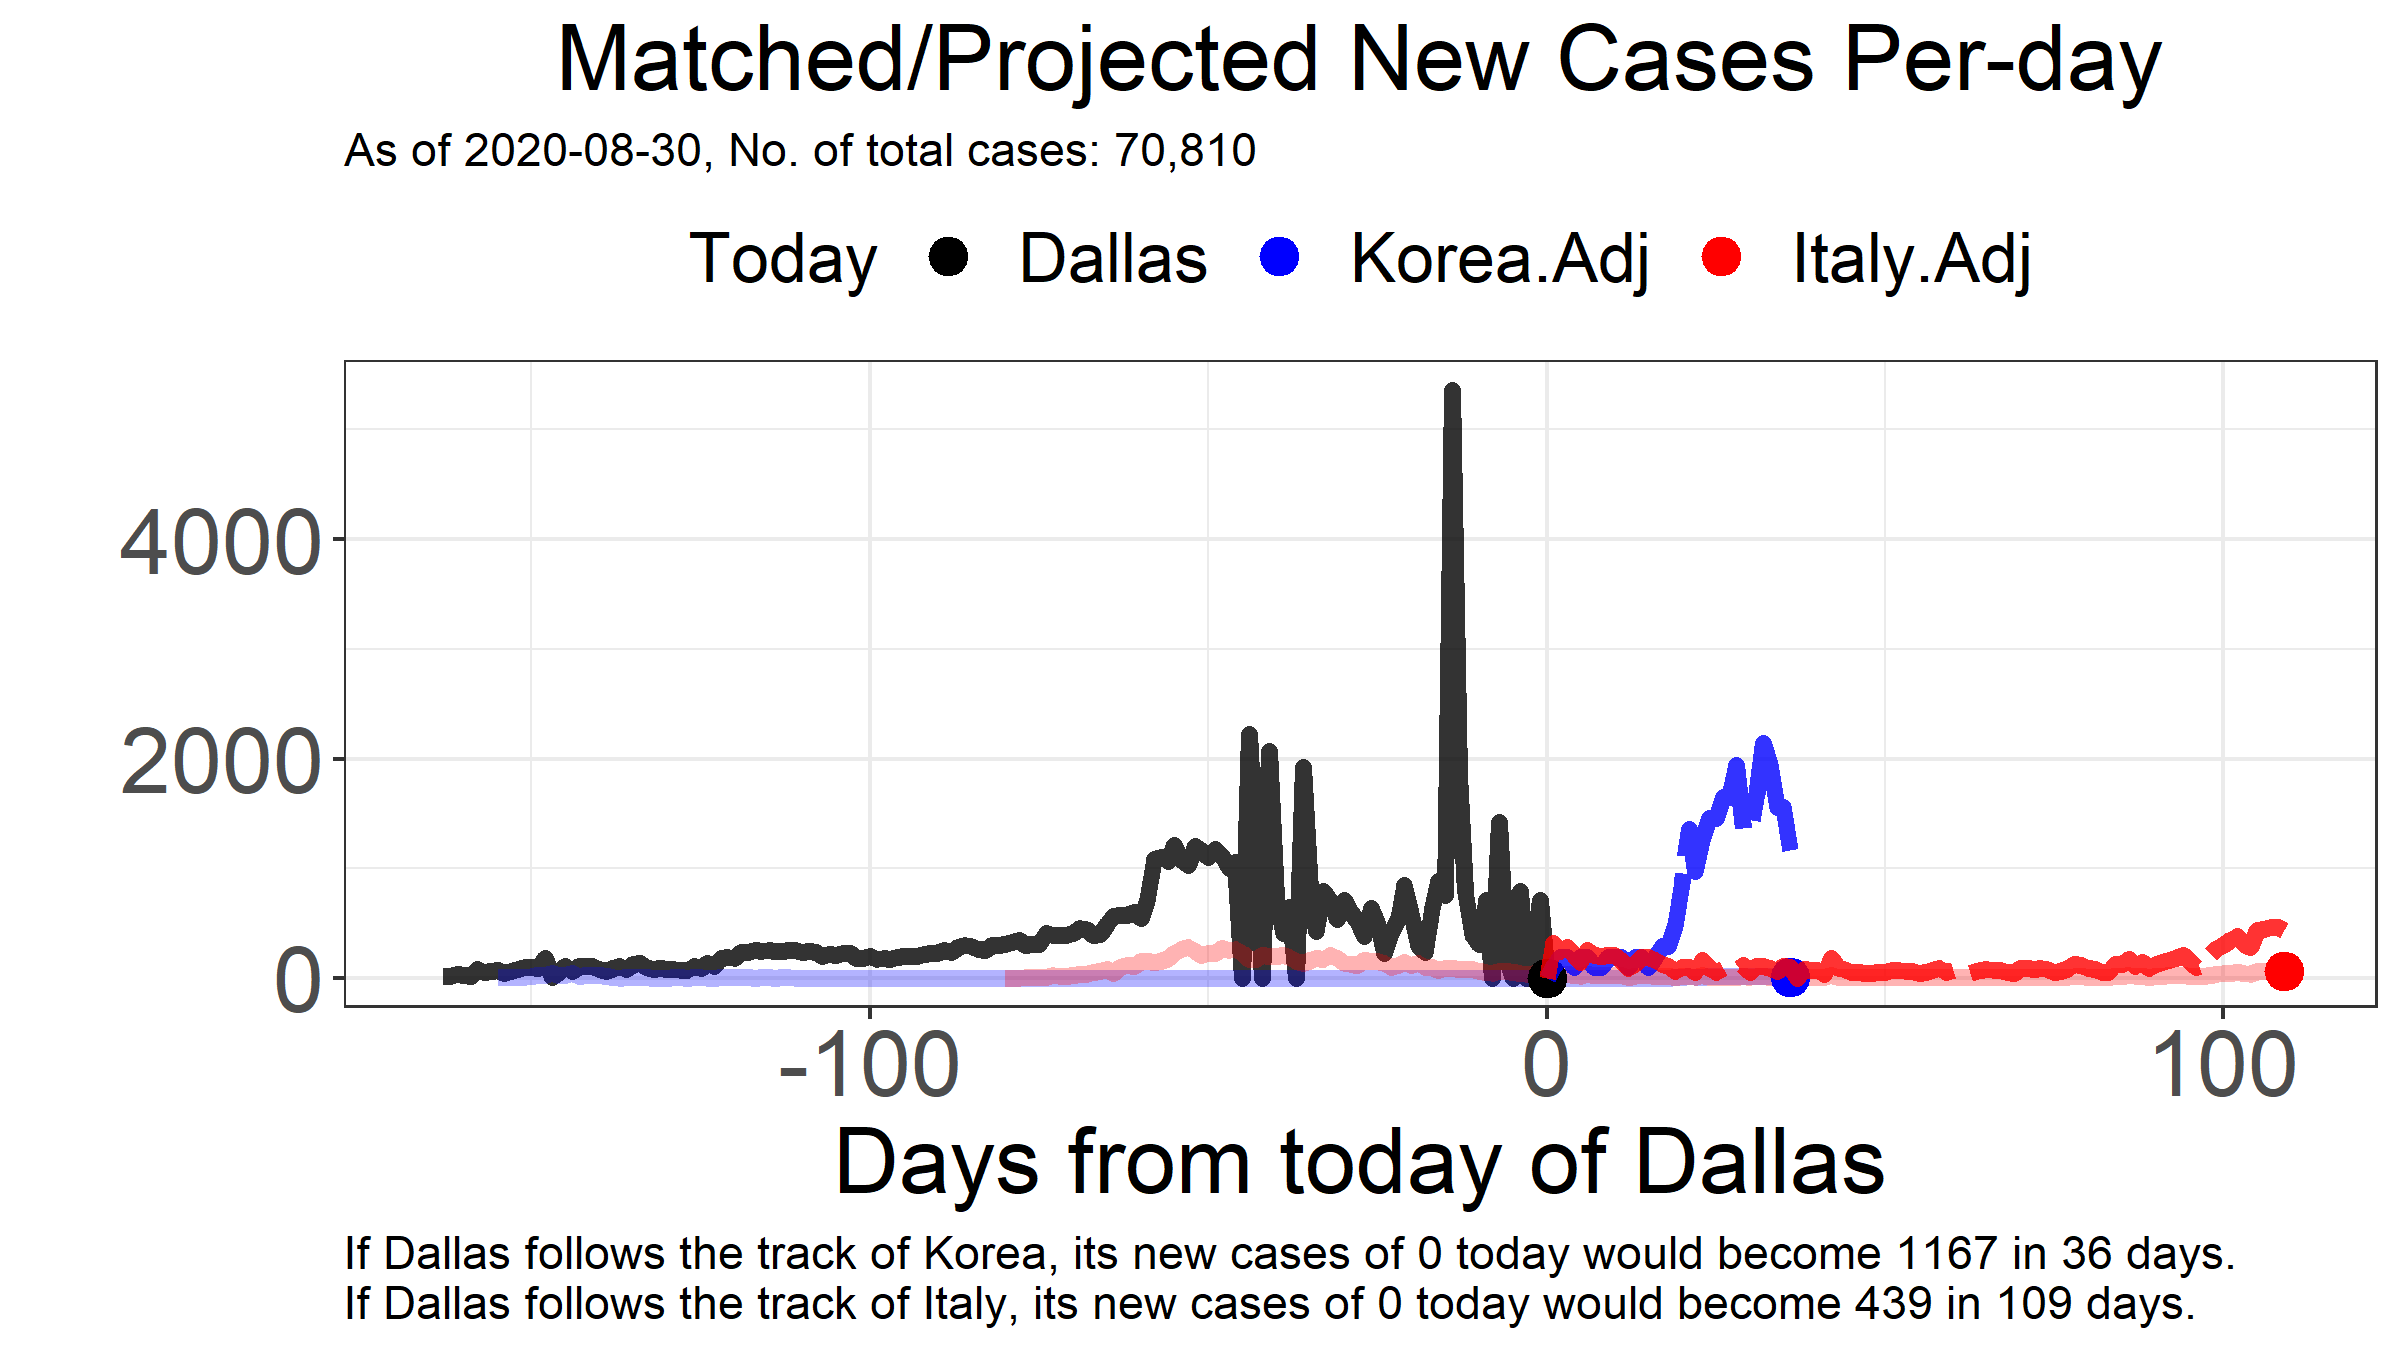 Matched/Projected New Cases Per-day
As of 2020-08-30, No. of total cases: 70,810
Today Dallas Korea.Adj Italy.Adj
4000
2000
0
-100 0 100
Days from today of Dallas
If Dallas follows the track of Korea, its new cases of 0 today would become 1167 in 36 days.
If Dallas follows the track of Italy, its new cases of 0 today would become 439 in 109 days.